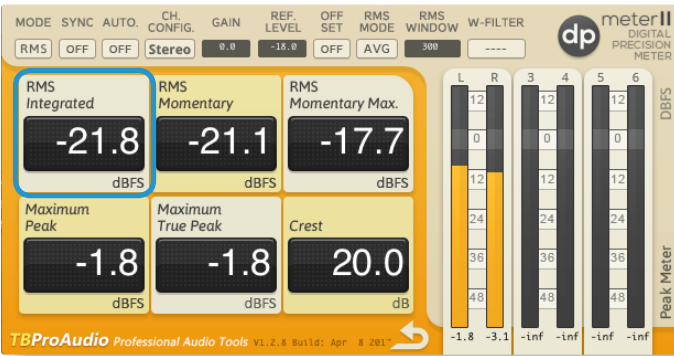 MODE SYNC AUTO. CH. CONFIG. GAIN REF. LEVEL OFF SET RMS MODE RMS WINDOW W-FILTER
RMS OFF OFF Stereo 0.0 -18.0 OFF AVG 300 ----
dp meterII
DIGITAL
PRECISION
METER
RMS
Integrated
-21.8
dBFS
RMS
Momentary
-21.1
dBFS
RMS
Momentary Max.
-17.7
dBFS
Maximum
Peak
-1.8
dBFS
Maximum
True Peak
-1.8
dBFS
Crest
20.0
dB
L R 3 4 5 6
12 12 12
0 0 0
12 12 12
24 24 24
36 36 36
48 48 48
-1.8 -3.1 -inf -inf -inf -inf
DBFS
Peak Meter
TBProAudio Professional Audio Tools V1.2.8 Build: Apr 8